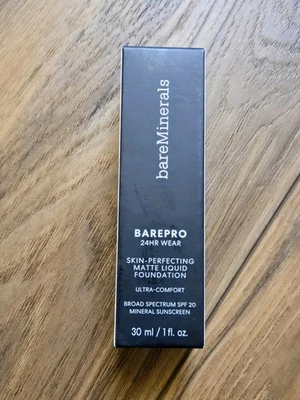 bareMinerals
BAREPRO
24HR WEAR
SKIN-PERFECTING
MATTE LIQUID
FOUNDATION
ULTRA-COMFORT
BROAD SPECTRUM SPF 20
MINERAL SUNSCREEN
30 ml / 1 fl. oz.